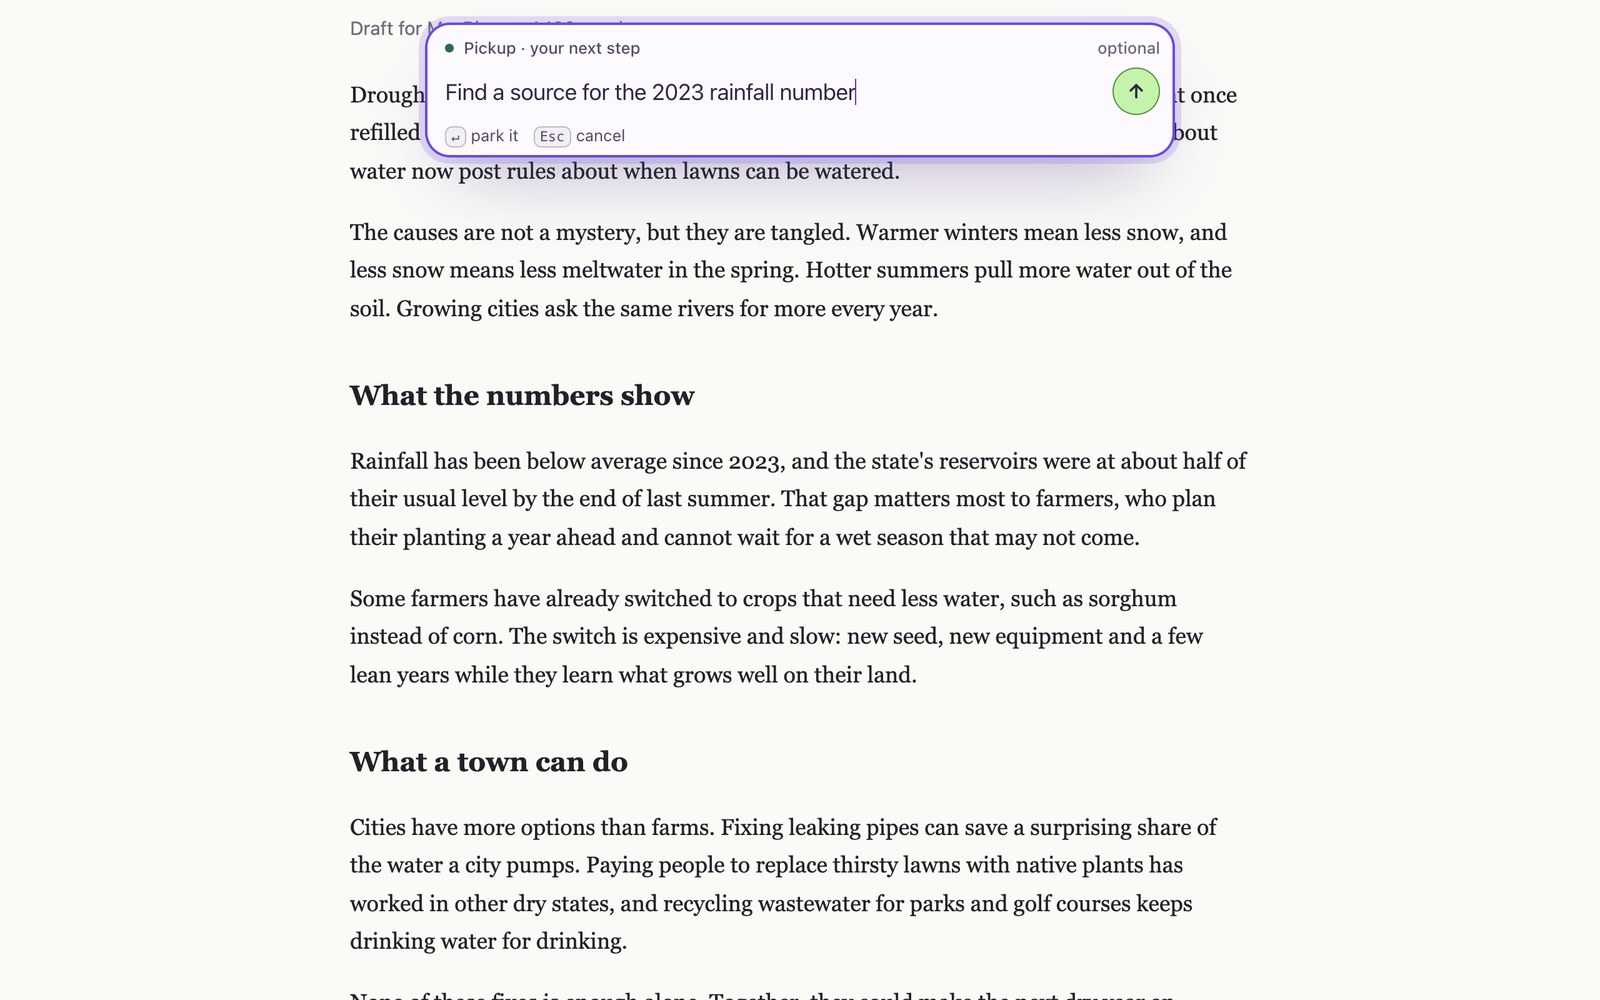 Draft for
Pickup · your next step
optional
Find a source for the 2023 rainfall number
↵ park it Esc cancel
once
refilled
water now post rules about when lawns can be watered.
The causes are not a mystery, but they are tangled. Warmer winters mean less snow, and
less snow means less meltwater in the spring. Hotter summers pull more water out of the
soil. Growing cities ask the same rivers for more every year.
What the numbers show
Rainfall has been below average since 2023, and the state's reservoirs were at about half of
their usual level by the end of last summer. That gap matters most to farmers, who plan
their planting a year ahead and cannot wait for a wet season that may not come.
Some farmers have already switched to crops that need less water, such as sorghum
instead of corn. The switch is expensive and slow: new seed, new equipment and a few
lean years while they learn what grows well on their land.
What a town can do
Cities have more options than farms. Fixing leaking pipes can save a surprising share of
the water a city pumps. Paying people to replace thirsty lawns with native plants has
worked in other dry states, and recycling wastewater for parks and golf courses keeps
drinking water for drinking.